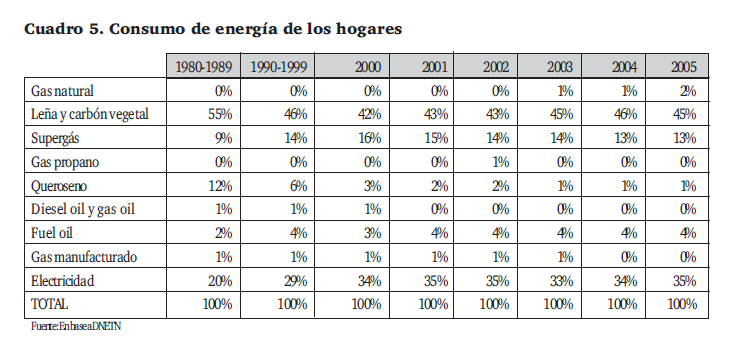 Cuadro 5. Consumo de energía de los hogares
1980-1989 1990-1999 2000 2001 2002 2003 2004 2005
Gas natural 0% 0% 0% 0% 0% 1% 1% 2%
Leña y carbón vegetal 55% 46% 42% 43% 43% 45% 46% 45%
Supergás 9% 14% 16% 15% 14% 14% 13% 13%
Gas propano 0% 0% 0% 0% 1% 0% 0% 0%
Queroseno 12% 6% 3% 2% 2% 1% 1% 1%
Diesel oil y gas oil 1% 1% 1% 0% 0% 0% 0% 0%
Fuel oil 2% 4% 3% 4% 4% 4% 4% 4%
Gas manufacturado 1% 1% 1% 1% 1% 1% 0% 0%
Electricidad 20% 29% 34% 35% 35% 33% 34% 35%
TOTAL 100% 100% 100% 100% 100% 100% 100% 100%
Fuente: En base a DNETN